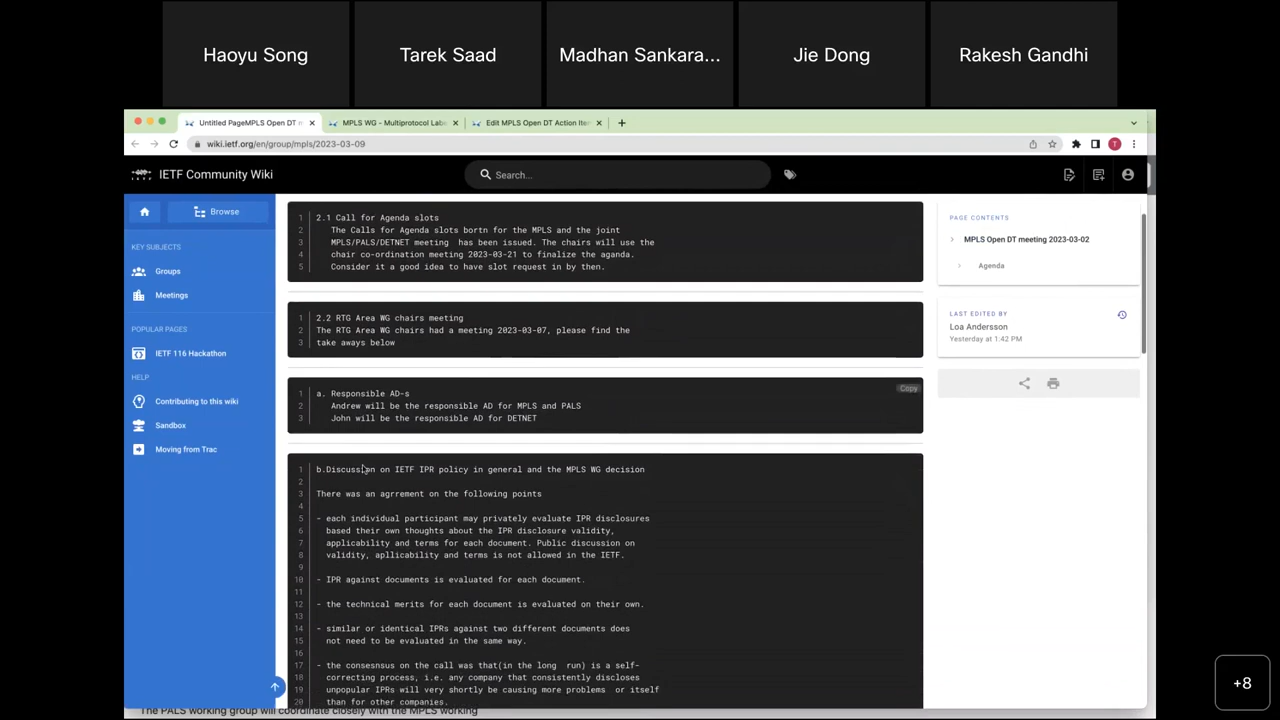 Haoyu Song
Tarek Saad
Madhan Sankara...
Jie Dong
Rakesh Gandhi
Untitled PageMPLS Open DT m
MPLS WG - Multiprotocol Labe
Edit MPLS Open DT Action Item
wiki.ietf.org/en/group/mpls/2023-03-09
T
IETF Community Wiki
Search...
Browse
KEY SUBJECTS
Groups
Meetings
POPULAR PAGES
IETF 116 Hackathon
HELP
Contributing to this wiki
Sandbox
Moving from Trac
1 2.1 Call for Agenda slots
2 The Calls for Agenda slots bortn for the MPLS and the joint
3 MPLS/PALS/DETNET meeting has been issued. The chairs will use the
4 chair co-ordination meeting 2023-03-21 to finalize the aganda.
5 Consider it a good idea to have slot request in by then.
1 2.2 RTG Area WG chairs meeting
2 The RTG Area WG chairs had a meeting 2023-03-07, please find the
3 take aways below
Copy
1 a. Responsible AD-s
2 Andrew will be the responsible AD for MPLS and PALS
3 John will be the responsible AD for DETNET
1 b.Discussion on IETF IPR policy in general and the MPLS WG decision
2
3 There was an agrrement on the following points
4
5 - each individual participant may privately evaluate IPR disclosures
6 based their own thoughts about the IPR disclosure validity,
7 applicability and terms for each document. Public discussion on
8 validity, apllicability and terms is not allowed in the IETF.
9
10 - IPR against documents is evaluated for each document.
11
12 - the technical merits for each document is evaluated on their own.
13
14 - similar or identical IPRs against two different documents does
15 not need to be evaluated in the same way.
16
17 - the consesnsus on the call was that(in the long run) is a self-
18 correcting process, i.e. any company that consistently discloses
19 unpopular IPRs will very shortly be causing more problems or itself
20 than for other companies.
PAGE CONTENTS
MPLS Open DT meeting 2023-03-02
Agenda
LAST EDITED BY
Loa Andersson
Yesterday at 1:42 PM
The PALS working group will coordinate closely with the MPLS working
+8